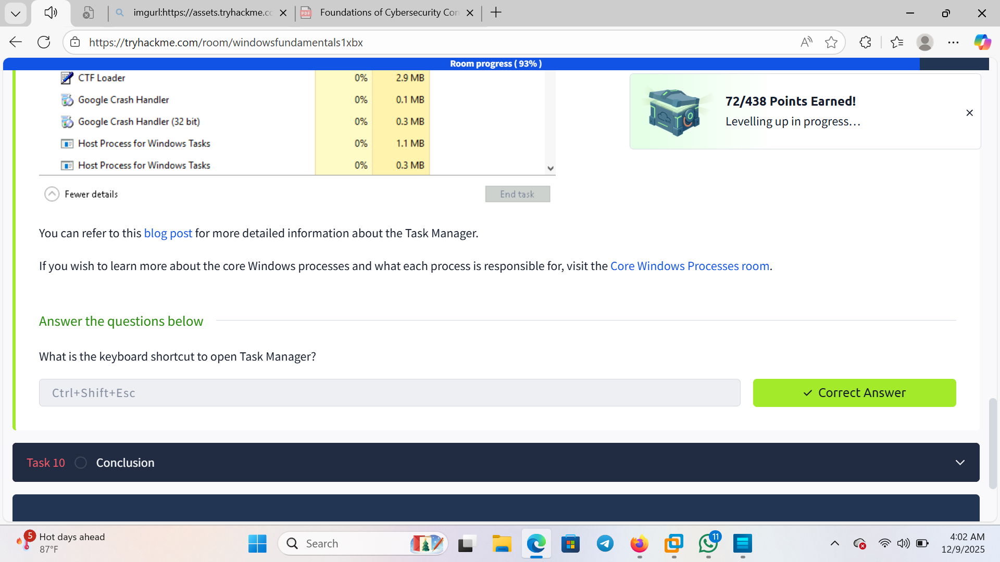 imgurl:https://assets.tryhackme.cc
Foundations of Cybersecurity Con
https://tryhackme.com/room/windowsfundamentals1xbx
Room progress ( 93% )
CTF Loader 0% 2.9 MB
Google Crash Handler 0% 0.1 MB
Google Crash Handler (32 bit) 0% 0.3 MB
Host Process for Windows Tasks 0% 1.1 MB
Host Process for Windows Tasks 0% 0.3 MB
72/438 Points Earned!
Levelling up in progress...
Fewer details
End task
You can refer to this blog post for more detailed information about the Task Manager.
If you wish to learn more about the core Windows processes and what each process is responsible for, visit the Core Windows Processes room.
Answer the questions below
What is the keyboard shortcut to open Task Manager?
Ctrl+Shift+Esc
Correct Answer
Task 10 Conclusion
5
Hot days ahead
87°F
Search
11
4:02 AM
12/9/2025